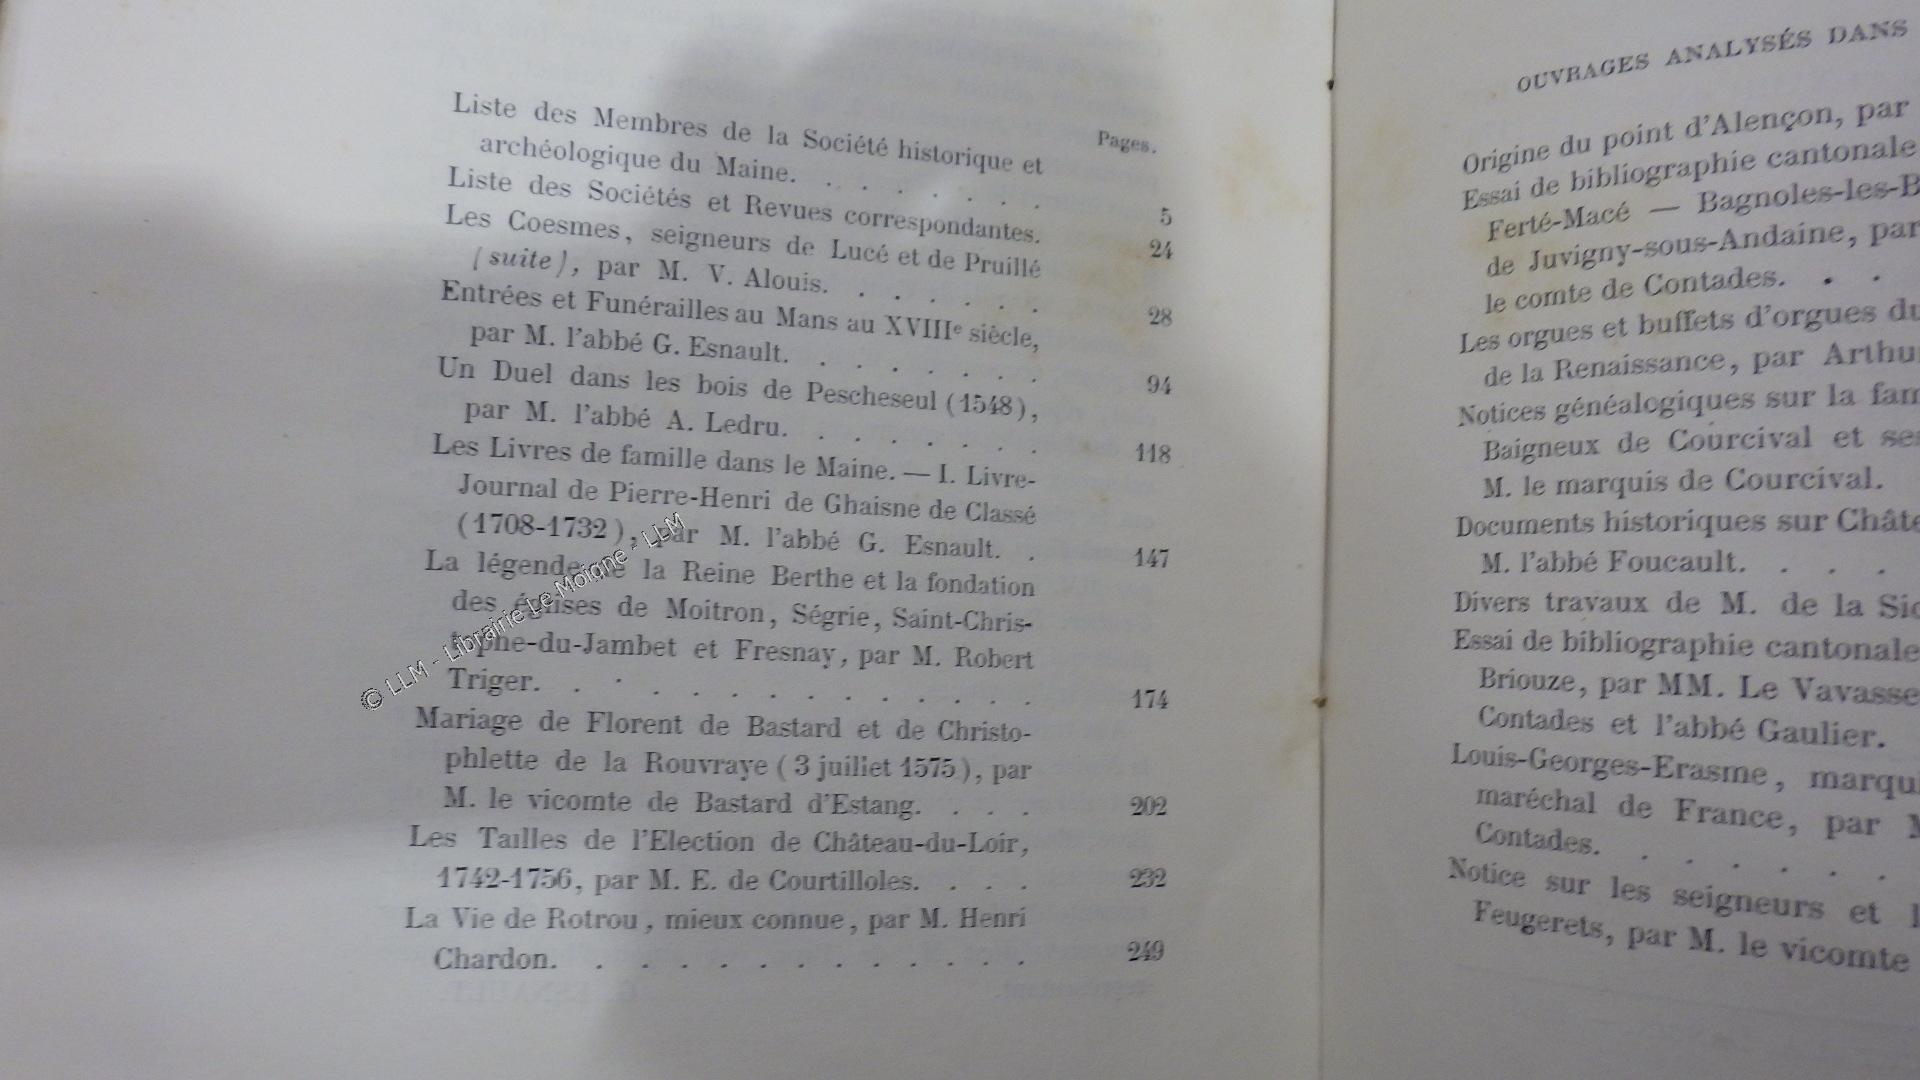 Pages.
Liste des Membres de la Société historique et
archéologique du Maine. . . . . . . . 5
Liste des Sociétés et Revues correspondantes. 24
Les Coesmes, seigneurs de Lucé et de Pruillé
(suite), par M. V. Alouis. . . . . . . 28
Entrées et Funérailles au Mans au XVIIIe siècle,
par M. l'abbé G. Esnault. . . . . . . . 94
Un Duel dans les bois de Pescheseul (1548),
par M. l'abbé A. Ledru. . . . . . . . 118
Les Livres de famille dans le Maine. — I. Livre-
Journal de Pierre-Henri de Ghaisne de Classé
(1708-1732), par M. l'abbé G. Esnault. . 147
La légende de la Reine Berthe et la fondation
des églises de Moitron, Ségrie, Saint-Chris-
tophe-du-Jambet et Fresnay, par M. Robert
Triger. . . . . . . . . . . . . . 174
Mariage de Florent de Bastard et de Christo-
phlette de la Rouvraye (3 juillet 1575), par
M. le vicomte de Bastard d'Estang. . . . 202
Les Tailles de l'Election de Château-du-Loir,
1742-1756, par M. E. de Courtilloles. . . . 232
La Vie de Rotrou, mieux connue, par M. Henri
Chardon. . . . . . . . . . . . . 249
© LLM - Librairie Le Moigne - LLM
OUVRAGES ANALYSÉS DANS
Origine du point d'Alençon, par
Essai de bibliographie cantonale
Ferté-Macé — Bagnoles-les-B
de Juvigny-sous-Andaine, par
le comte de Contades. . .
Les orgues et buffets d'orgues du
de la Renaissance, par Arthu
Notices généalogiques sur la fam
Baigneux de Courcival et se
M. le marquis de Courcival.
Documents historiques sur Châte
M. l'abbé Foucault. . . .
Divers travaux de M. de la Si
Essai de bibliographie cantonale
Briouze, par MM. Le Vavasse
Contades et l'abbé Gaulier.
Louis-Georges-Erasme, marqu
maréchal de France, par M
Contades. . . . . . .
Notice sur les seigneurs et l
Feugerets, par M. le vicomte